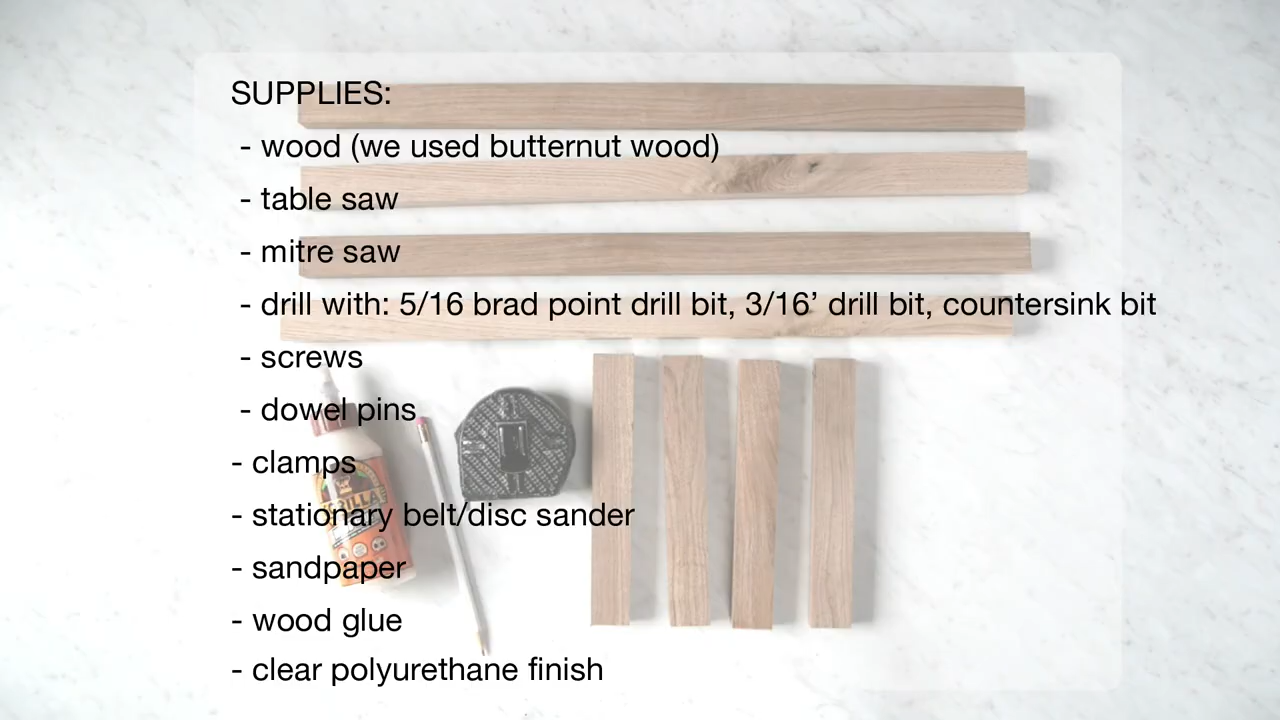 SUPPLIES:
- wood (we used butternut wood)
- table saw
- mitre saw
- drill with: 5/16 brad point drill bit, 3/16’ drill bit, countersink bit
- screws
- dowel pins
- clamps
- stationary belt/disc sander
- sandpaper
- wood glue
- clear polyurethane finish